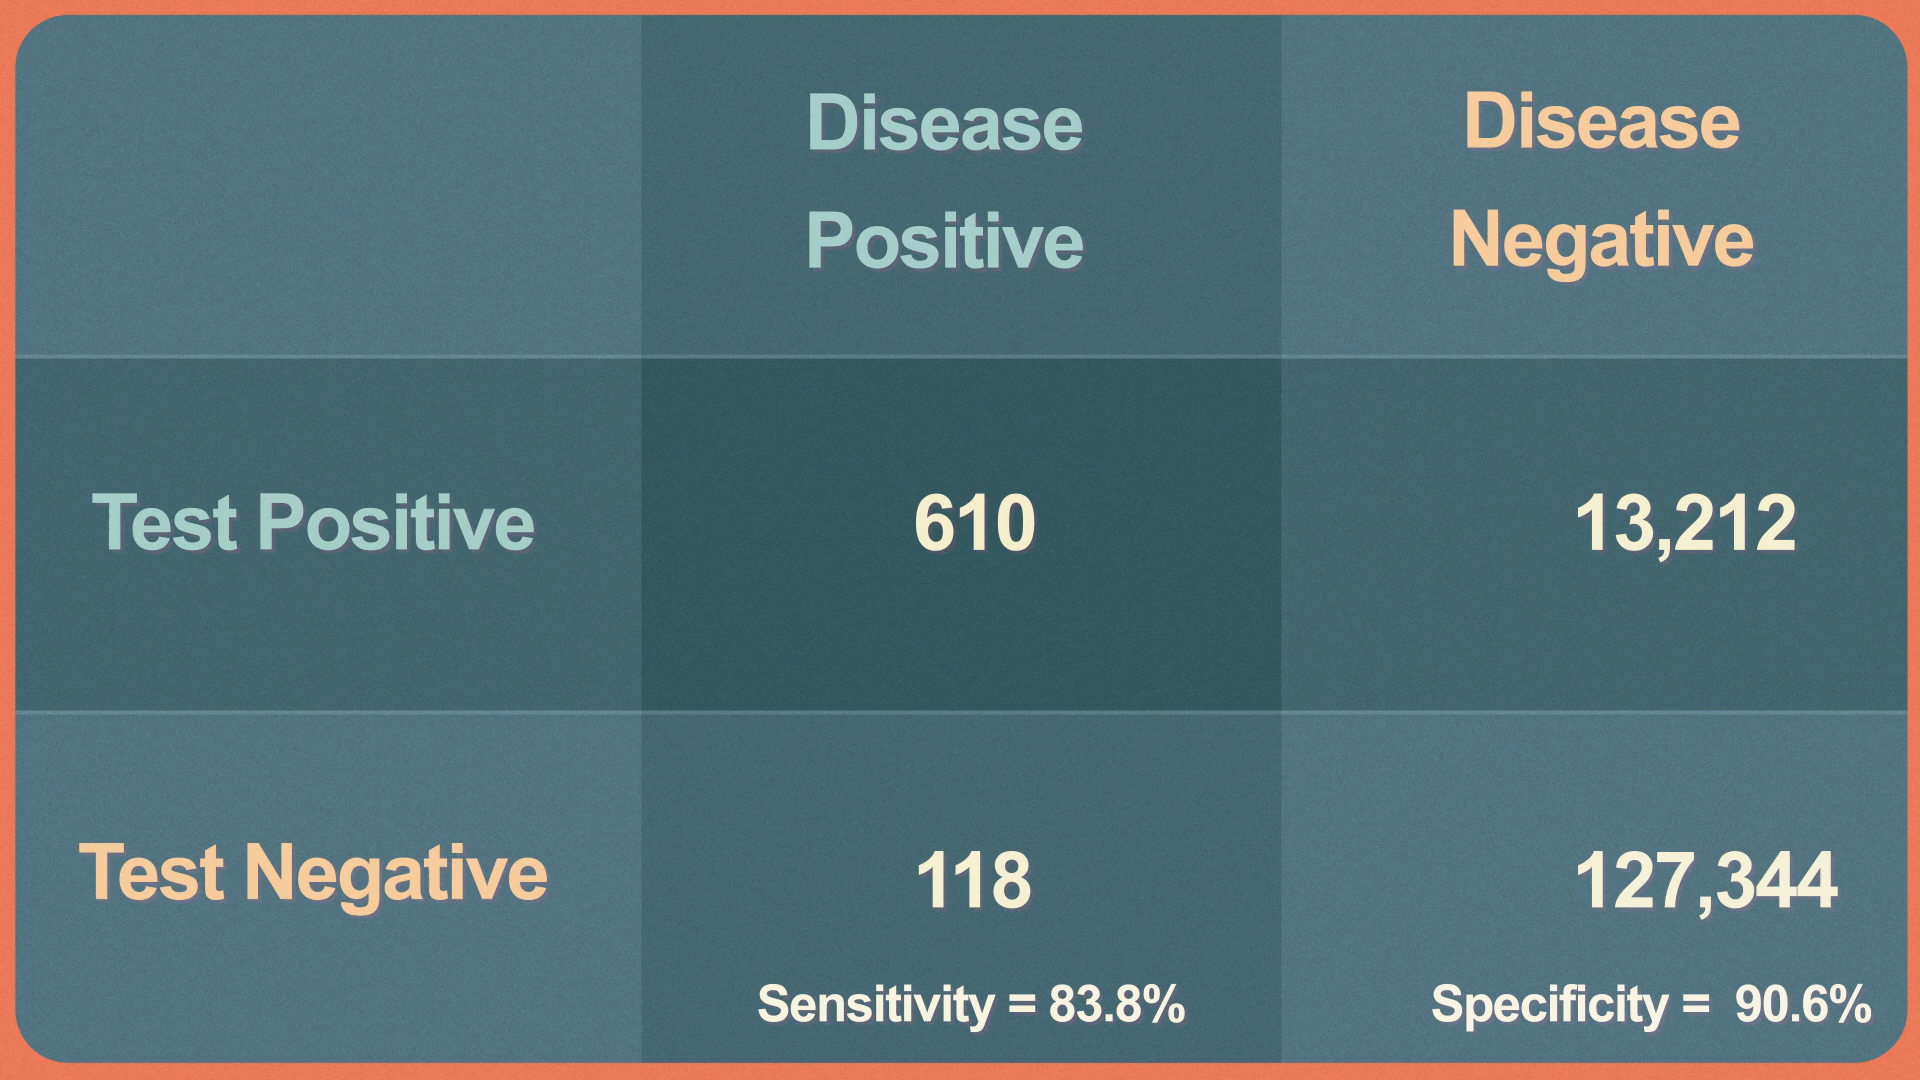 Disease
Positive
Disease
Negative
Test Positive
610
13,212
Test Negative
118
127,344
Sensitivity = 83.8%
Specificity = 90.6%